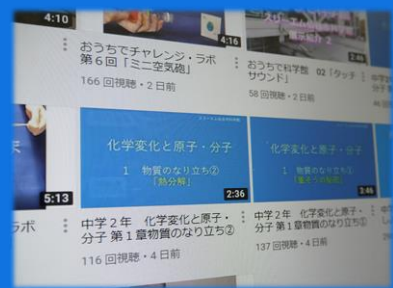 4:10
4:16
2:46
おうちでチャレンジ・ラボ
第6回「ミニ空気砲」
166 回視聴・2 日前
おうちで科学館 02「タッチ
サウンド」
58 回視聴・2 日前
5:13
化学変化と原子・分子
1 物質のなり立ち②
「熱分解」
2:36
化学変化と原子・分子
1 物質のなり立ち①
3:46
ラボ
中学2年 化学変化と原子・
分子 第1章物質のなり立ち②
116 回視聴・4 日前
中学2年 化学変化と原子・
分子 第1章物質のなり立ち①
137 回視聴・4 日前